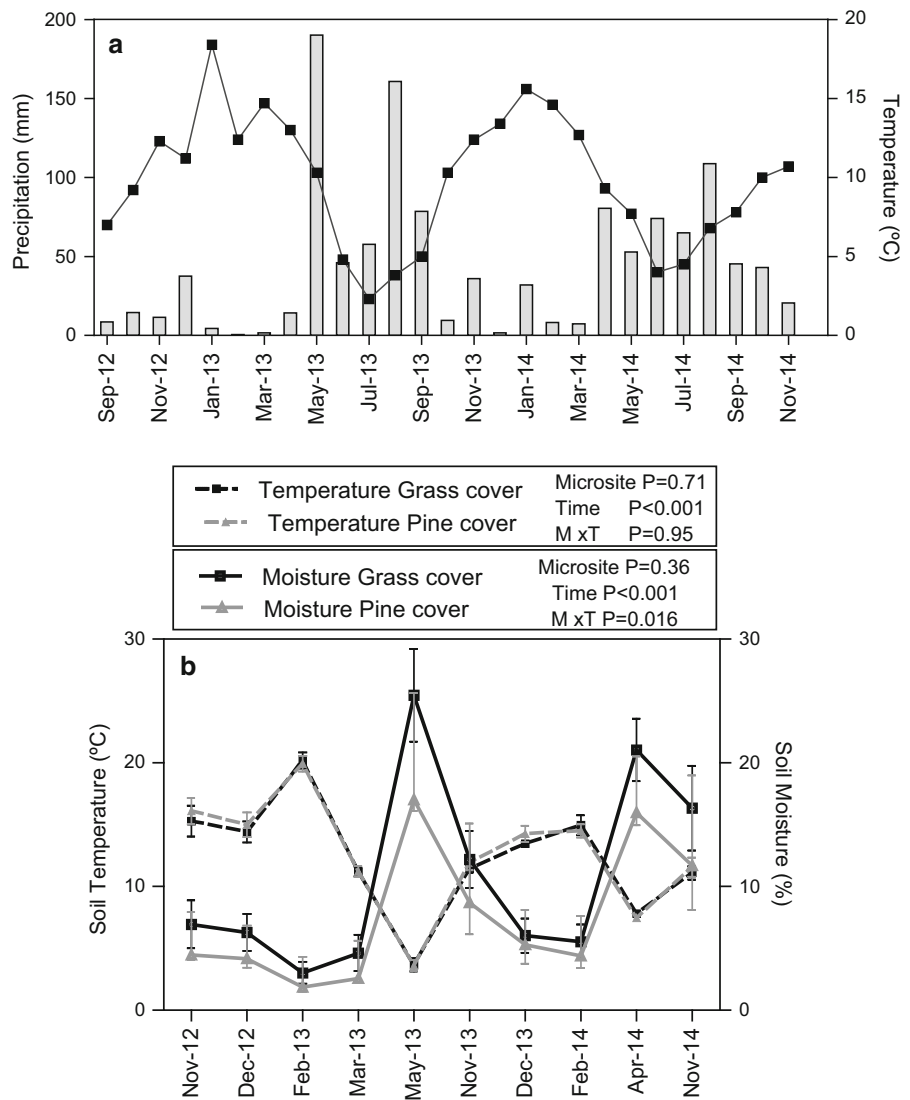 a
200
150
100
50
0
Precipitation (mm)
20
15
10
5
0
Temperature (ºC)
Sep-12
Nov-12
Jan-13
Mar-13
May-13
Jul-13
Sep-13
Nov-13
Jan-14
Mar-14
May-14
Jul-14
Sep-14
Nov-14
Temperature Grass cover
Temperature Pine cover
Microsite P=0.71
Time P<0.001
M xT P=0.95
Moisture Grass cover
Moisture Pine cover
Microsite P=0.36
Time P<0.001
M xT P=0.016
b
30
20
10
0
Soil Temperature (ºC)
30
20
10
0
Soil Moisture (%)
Nov-12
Dec-12
Feb-13
Mar-13
May-13
Nov-13
Dec-13
Feb-14
Apr-14
Nov-14